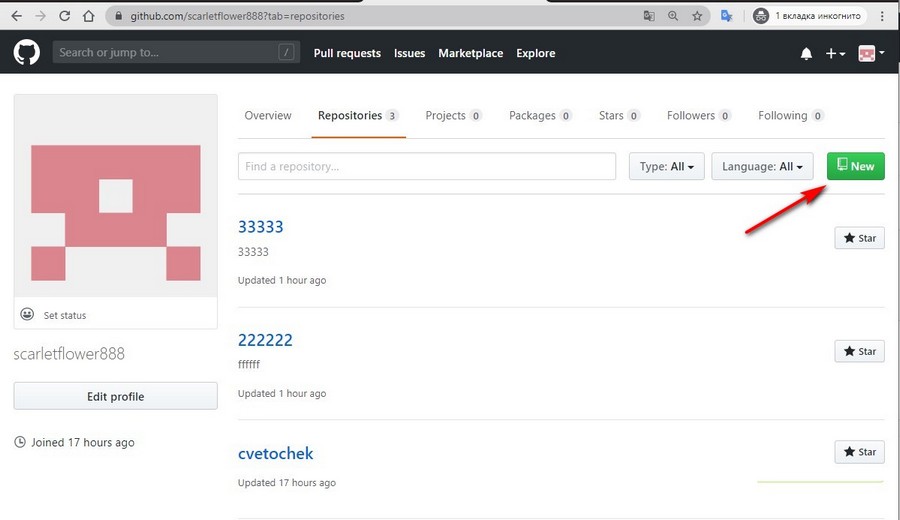 github.com/scarletflower888?tab=repositories 1 вкладка инкогнито
Search or jump to... / Pull requests Issues Marketplace Explore
Overview Repositories 3 Projects 0 Packages 0 Stars 0 Followers 0 Following 0
Find a repository... Type: All Language: All New
33333
33333
Updated 1 hour ago
Star
222222
ffffff
Updated 1 hour ago
Star
cvetochek
Updated 17 hours ago
Star
Set status
scarletflower888
Edit profile
Joined 17 hours ago